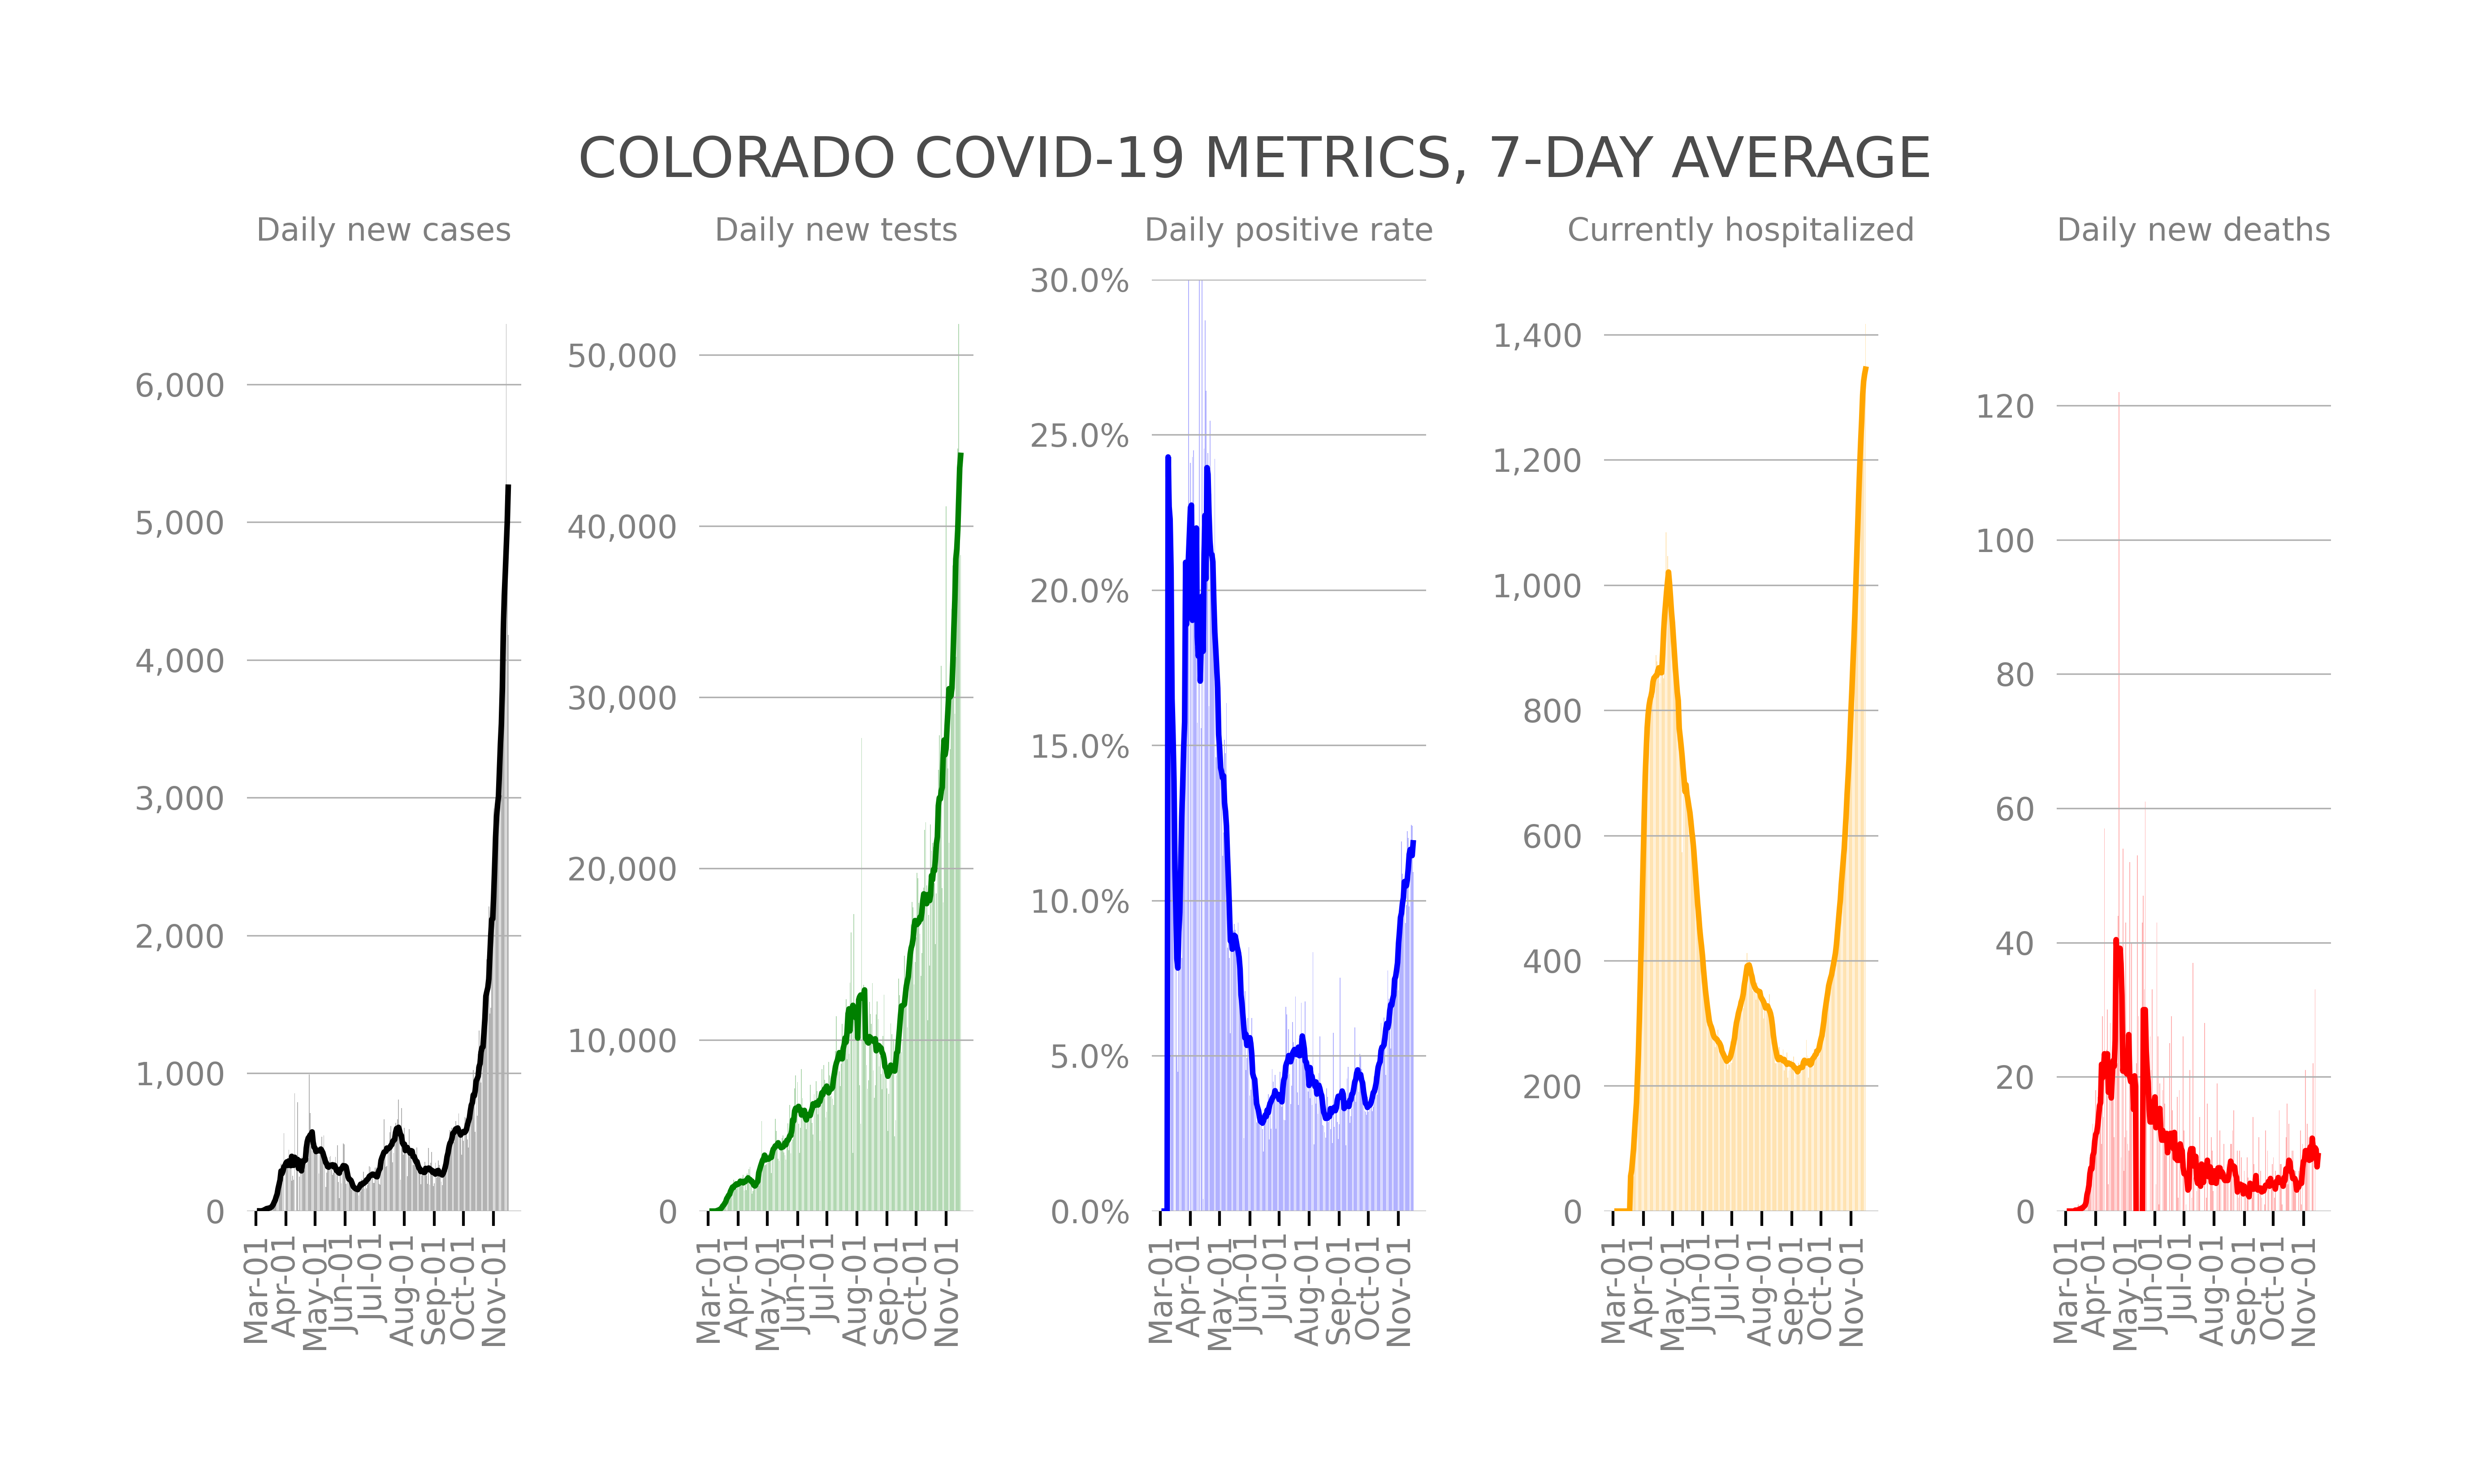 COLORADO COVID-19 METRICS, 7-DAY AVERAGE
Daily new cases
6,000
5,000
4,000
3,000
2,000
1,000
0
Mar-01
Apr-01
May-01
Jun-01
Jul-01
Aug-01
Sep-01
Oct-01
Nov-01
Daily new tests
50,000
40,000
30,000
20,000
10,000
0
Mar-01
Apr-01
May-01
Jun-01
Jul-01
Aug-01
Sep-01
Oct-01
Nov-01
Daily positive rate
30.0%
25.0%
20.0%
15.0%
10.0%
5.0%
0.0%
Mar-01
Apr-01
May-01
Jun-01
Jul-01
Aug-01
Sep-01
Oct-01
Nov-01
Currently hospitalized
1,400
1,200
1,000
800
600
400
200
0
Mar-01
Apr-01
May-01
Jun-01
Jul-01
Aug-01
Sep-01
Oct-01
Nov-01
Daily new deaths
120
100
80
60
40
20
0
Mar-01
Apr-01
May-01
Jun-01
Jul-01
Aug-01
Sep-01
Oct-01
Nov-01